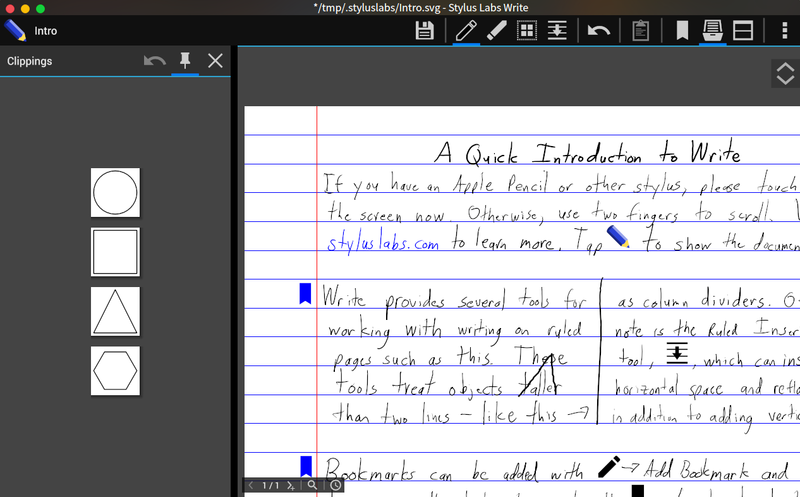 */tmp/.styluslabs/Intro.svg - Stylus Labs Write
Intro
Clippings
A Quick Introduction to Write
If you have an Apple Pencil or other stylus, please touch
the screen now. Otherwise, use two fingers to scroll.
styluslabs.com to learn more. Tap to show the documen
Write provides several tools for
working with writing on ruled
pages such as this. These
tools treat objects taller
than two lines – like this →
as column dividers. O
note is the Ruled Inser
tool, , which can ins
horizontal space and refl
in addition to adding vertic
Bookmarks can be added with → Add Bookmark and
1/1